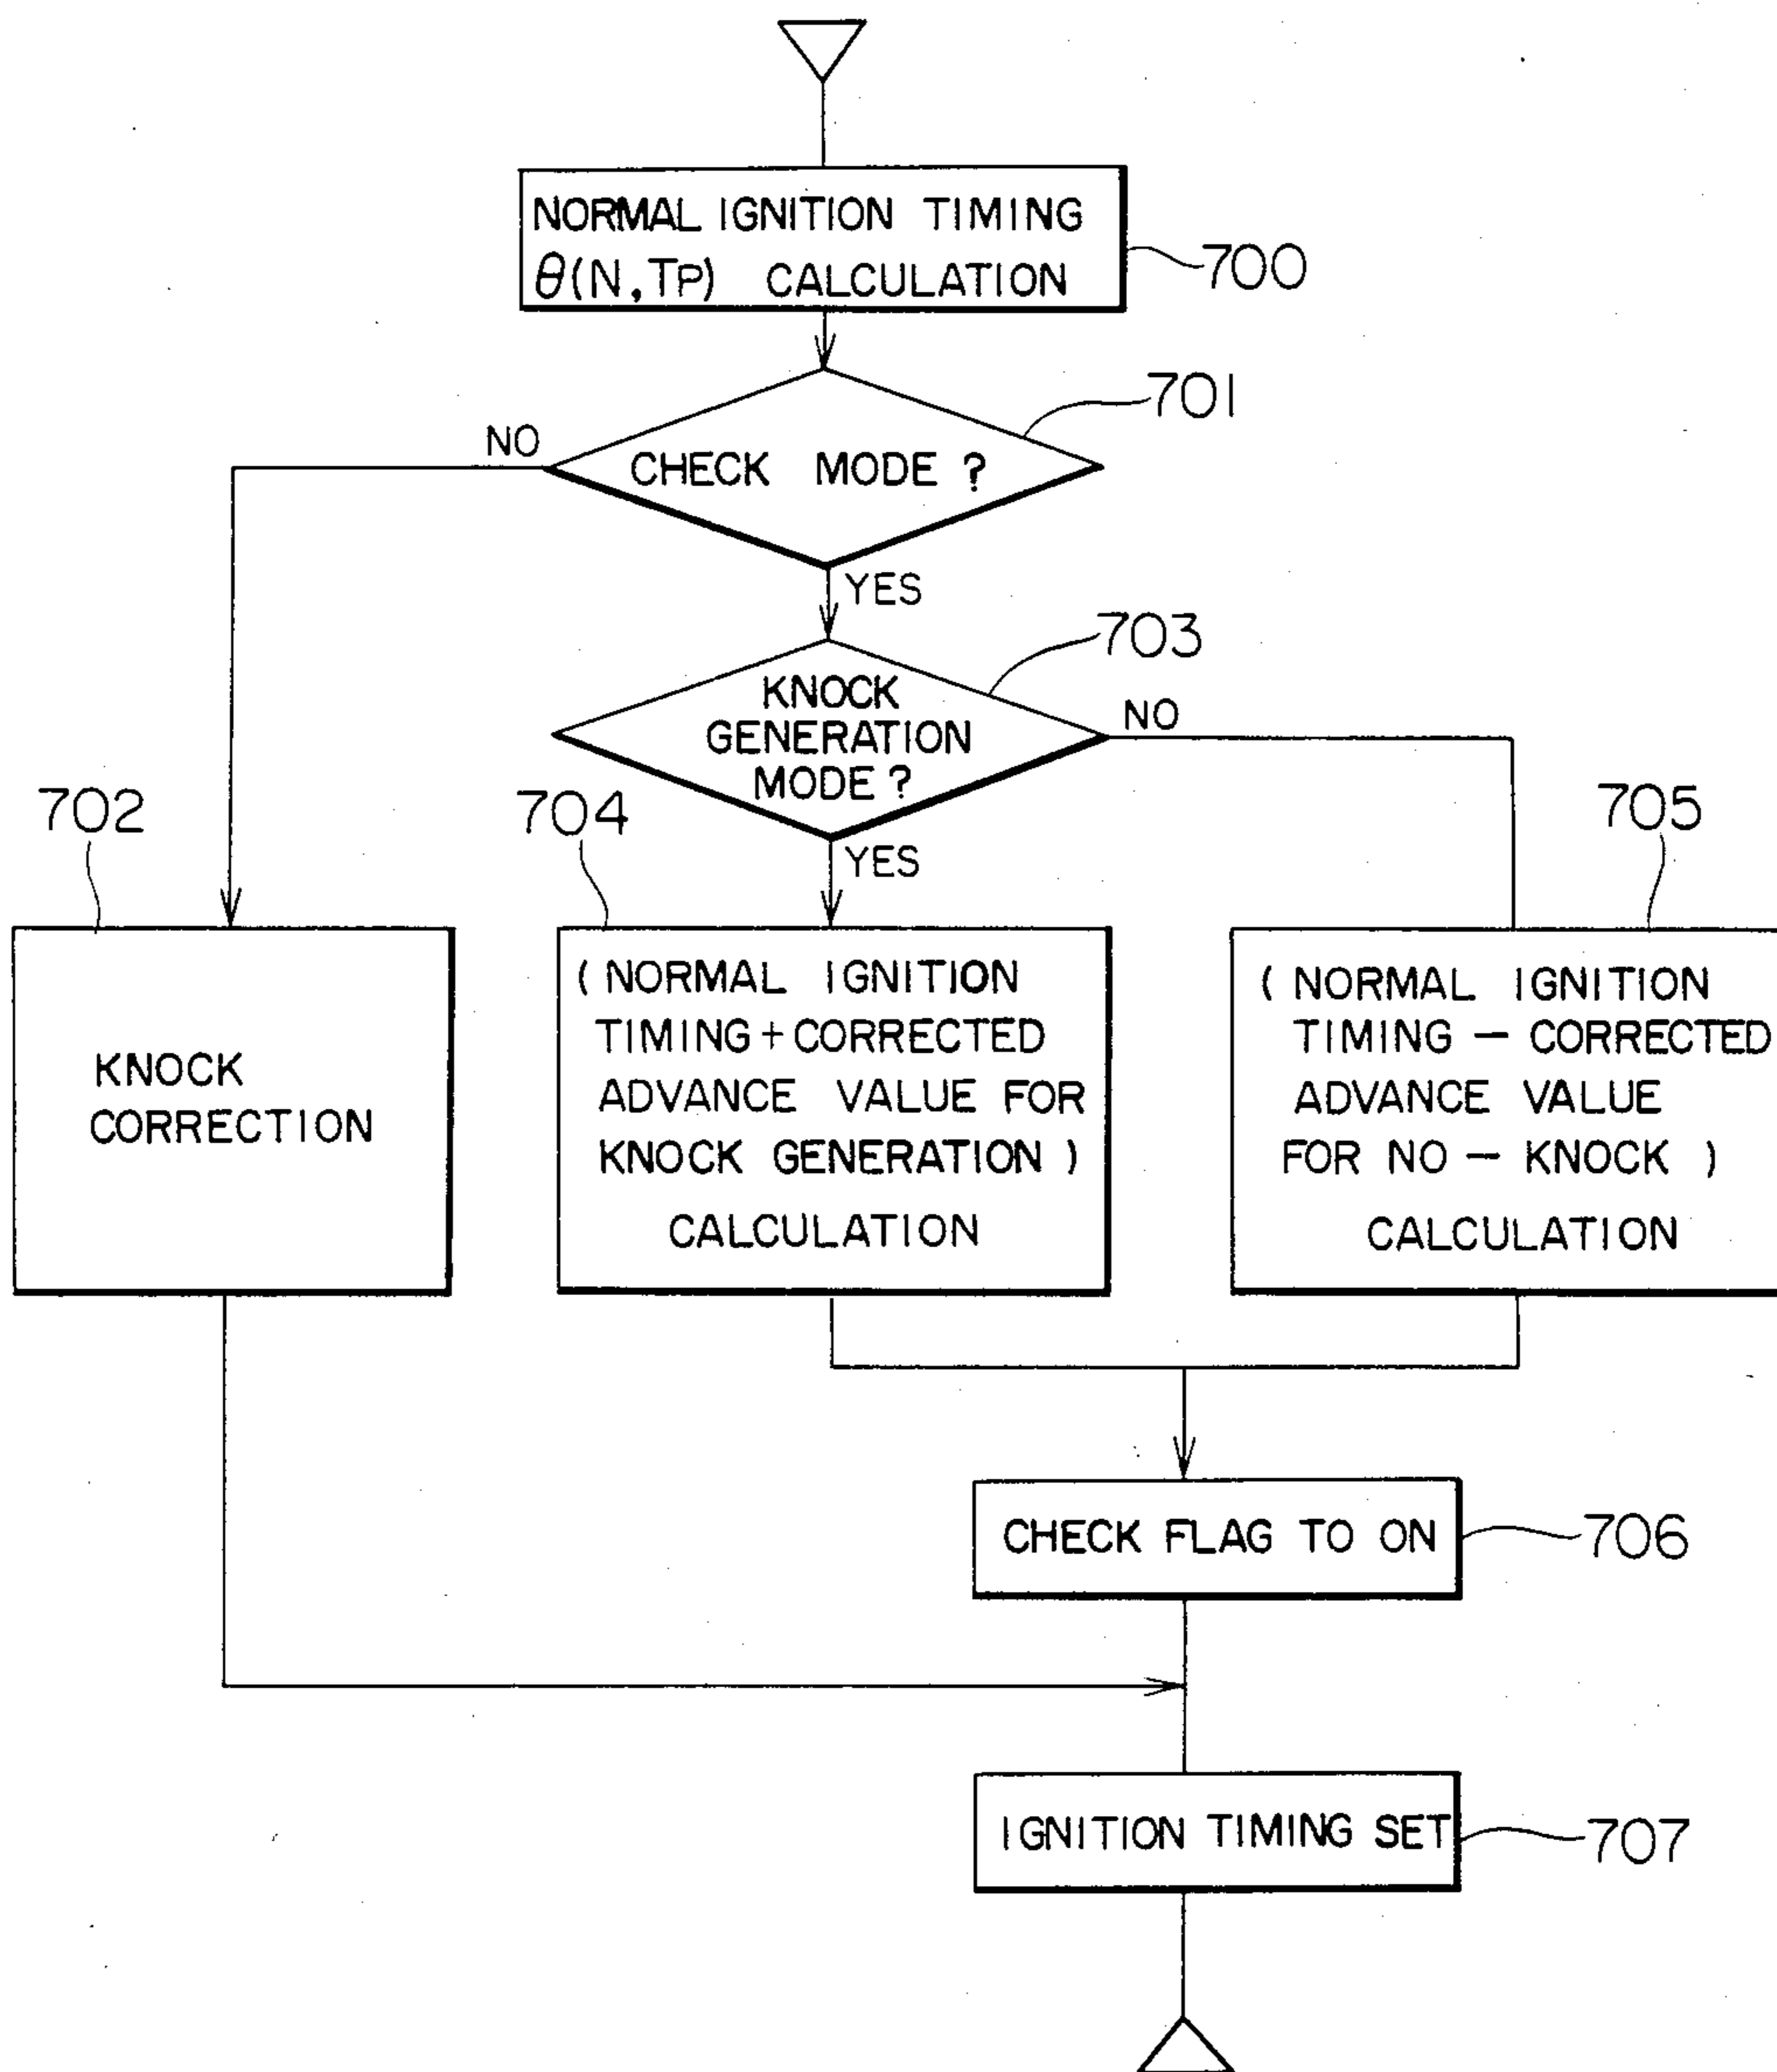 NORMAL IGNITION TIMING
θ(N, TP) CALCULATION
700
701
NO
CHECK MODE ?
YES
703
KNOCK
GENERATION
MODE ?
NO
702
704
YES
705
KNOCK
CORRECTION
( NORMAL IGNITION
TIMING + CORRECTED
ADVANCE VALUE FOR
KNOCK GENERATION )
CALCULATION
( NORMAL IGNITION
TIMING — CORRECTED
ADVANCE VALUE
FOR NO — KNOCK )
CALCULATION
CHECK FLAG TO ON
706
IGNITION TIMING SET
707